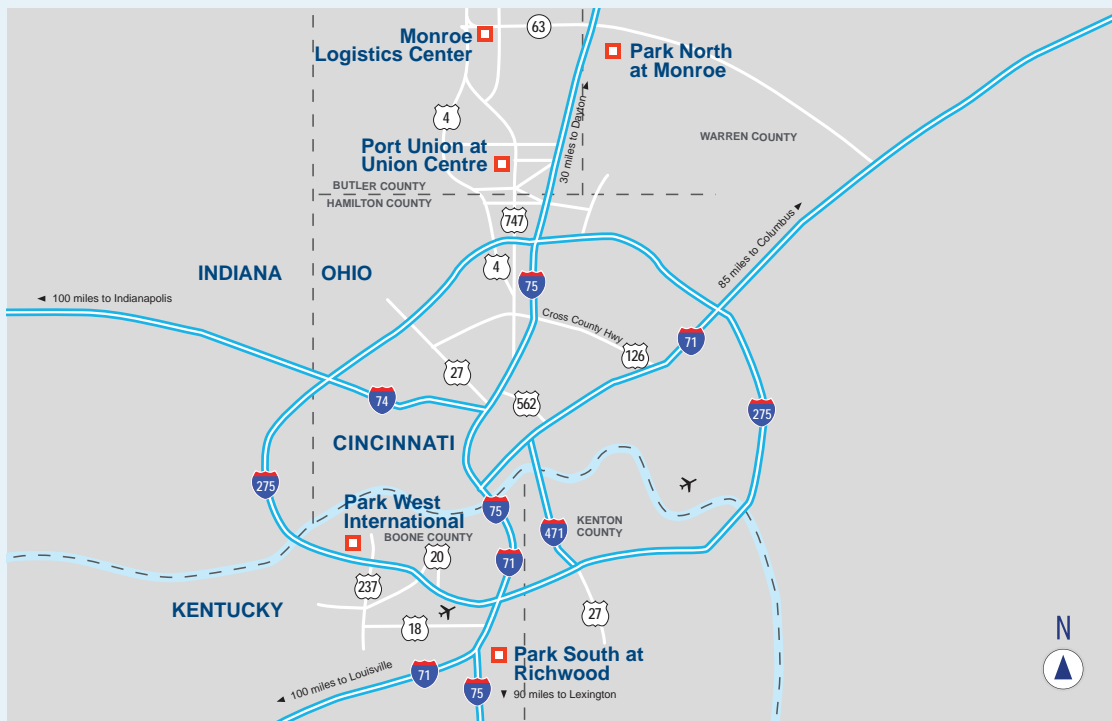 Monroe
Logistics Center
63
Park North
at Monroe
4
30 miles to Dayton
WARREN COUNTY
Port Union at
Union Centre
BUTLER COUNTY
HAMILTON COUNTY
747
85 miles to Columbus
INDIANA
OHIO
4
75
100 miles to Indianapolis
Cross County Hwy
126
71
27
74
562
275
CINCINNATI
275
Park West
International
BOONE COUNTY
75
471
KENTON
COUNTY
20
71
237
KENTUCKY
18
27
N
Park South at
Richwood
100 miles to Louisville
71
75
90 miles to Lexington